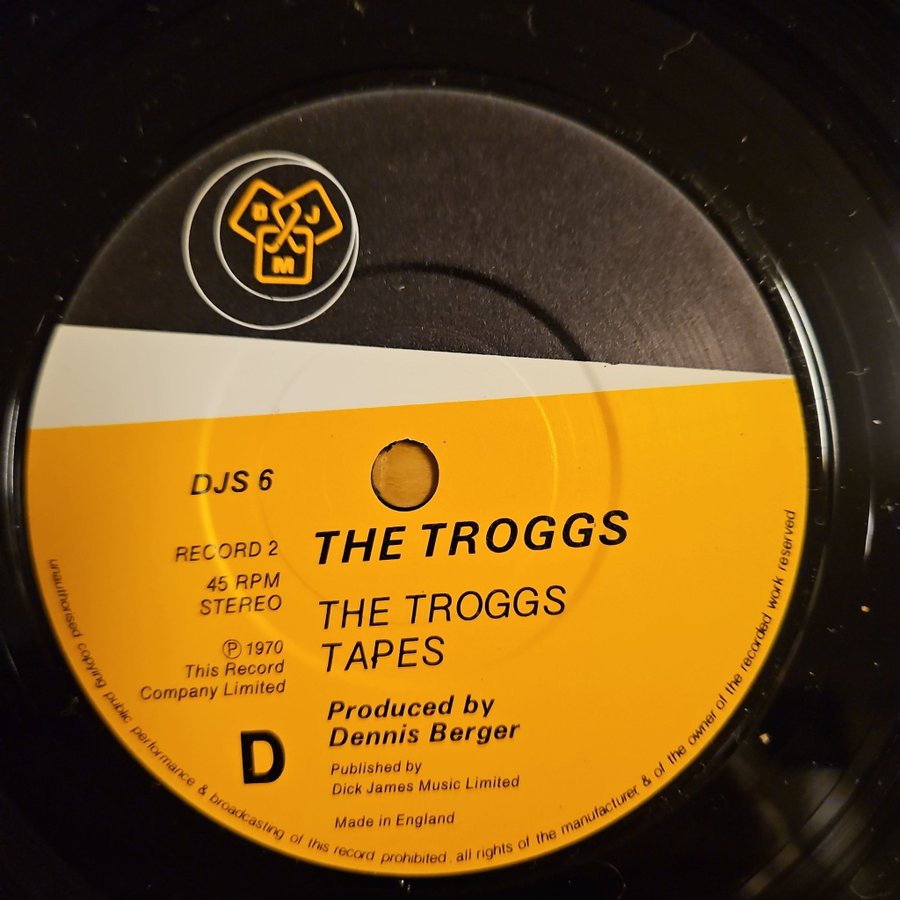 D J
M
DJS 6
RECORD 2
45 RPM
STEREO
℗ 1970
This Record
Company Limited
D
THE TROGGS
THE TROGGS
TAPES
Produced by
Dennis Berger
Published by
Dick James Music Limited
Made in England
unauthorised copying public performance & broadcasting of this record prohibited. all rights of the manufacturer & of the owner of the recorded work reserved